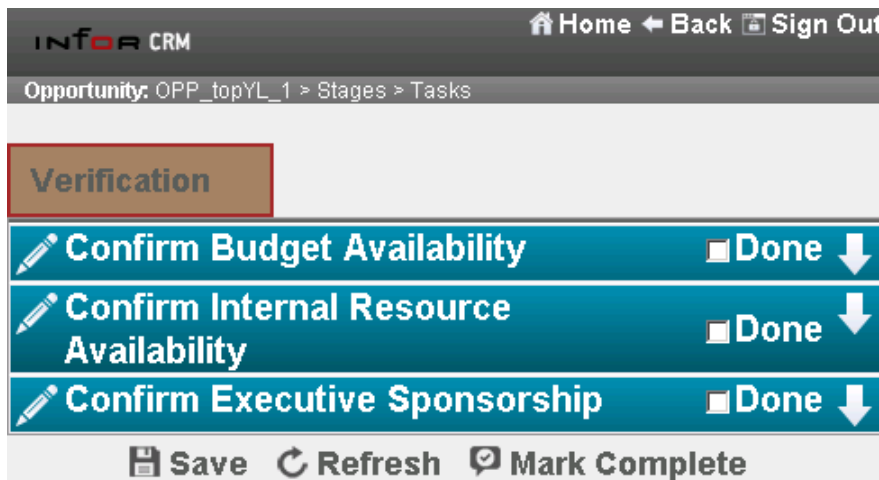 infor CRM
Home Back Sign Out
Opportunity: OPP_topYL_1 > Stages > Tasks
Verification
Confirm Budget Availability Done
Confirm Internal Resource
Availability Done
Confirm Executive Sponsorship Done
Save Refresh Mark Complete